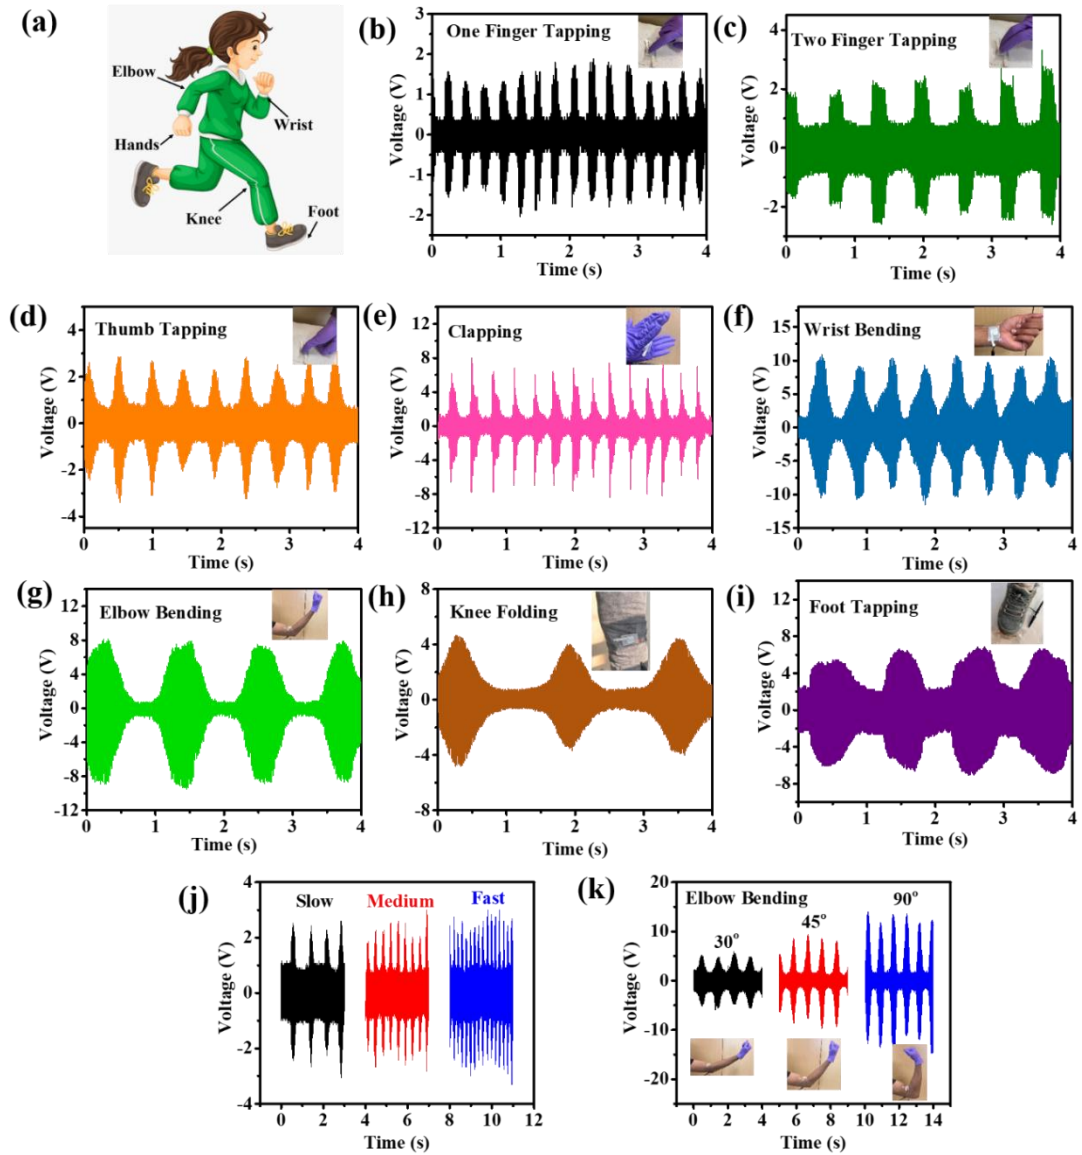 (a)
Elbow
Wrist
Hands
Knee
Foot
(b)
One Finger Tapping
Voltage (V)
3
2
1
0
-1
-2
0 1 2 3 4
Time (s)
(c)
Two Finger Tapping
Voltage (V)
4
2
0
-2
0 1 2 3 4
Time (s)
(d)
Thumb Tapping
Voltage (V)
4
2
0
-2
-4
0 1 2 3 4
Time (s)
(e)
Clapping
Voltage (V)
12
8
4
0
-4
-8
-12
0 1 2 3 4
Time (s)
(f)
Wrist Bending
Voltage (V)
15
10
5
0
-5
-10
-15
0 1 2 3 4
Time (s)
(g)
Elbow Bending
Voltage (V)
12
8
4
0
-4
-8
-12
0 1 2 3 4
Time (s)
(h)
Knee Folding
Voltage (V)
8
4
0
-4
-8
0 1 2 3 4
Time (s)
(i)
Foot Tapping
Voltage (V)
12
8
4
0
-4
-8
0 1 2 3 4
Time (s)
(j)
Slow Medium Fast
Voltage (V)
4
2
0
-2
-4
0 2 4 6 8 10 12
Time (s)
(k)
Elbow Bending
30° 45° 90°
Voltage (V)
20
10
0
-10
-20
0 2 4 6 8 10 12 14
Time (s)